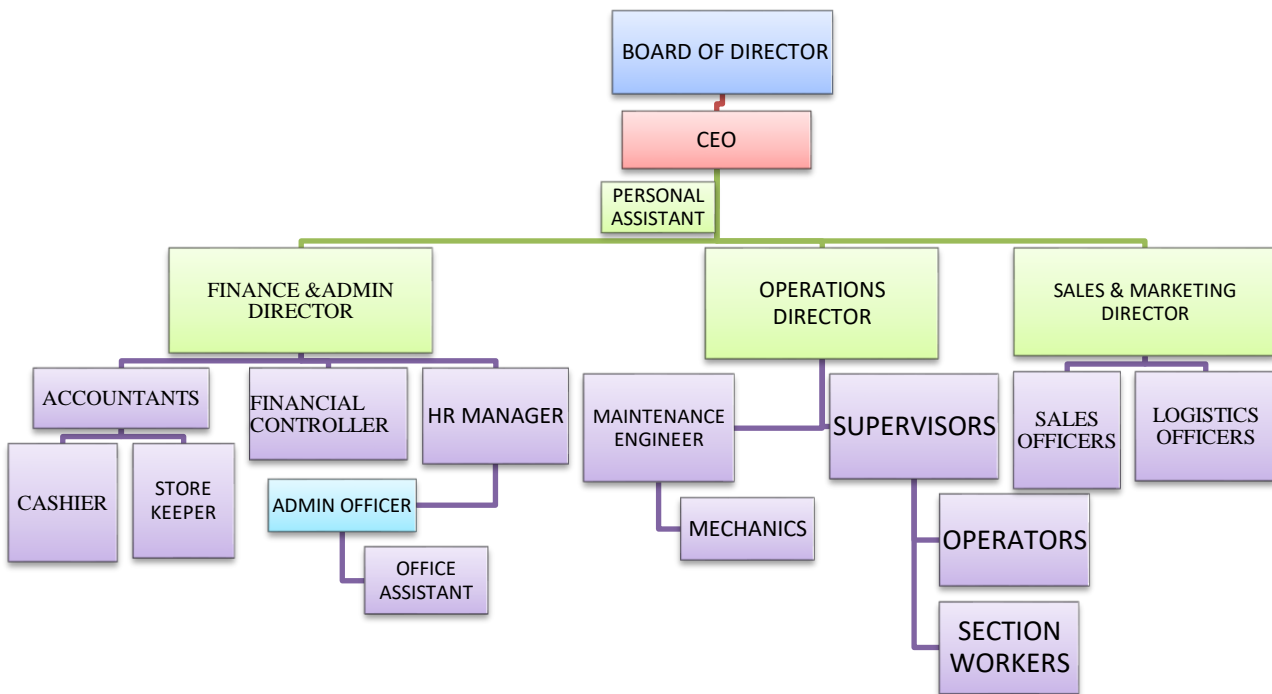 BOARD OF DIRECTOR
CEO
PERSONAL
ASSISTANT
FINANCE &ADMIN
DIRECTOR
OPERATIONS
DIRECTOR
SALES & MARKETING
DIRECTOR
ACCOUNTANTS
FINANCIAL
CONTROLLER
HR MANAGER
MAINTENANCE
ENGINEER
SUPERVISORS
SALES
OFFICERS
LOGISTICS
OFFICERS
CASHIER
STORE
KEEPER
ADMIN OFFICER
MECHANICS
OPERATORS
OFFICE
ASSISTANT
SECTION
WORKERS